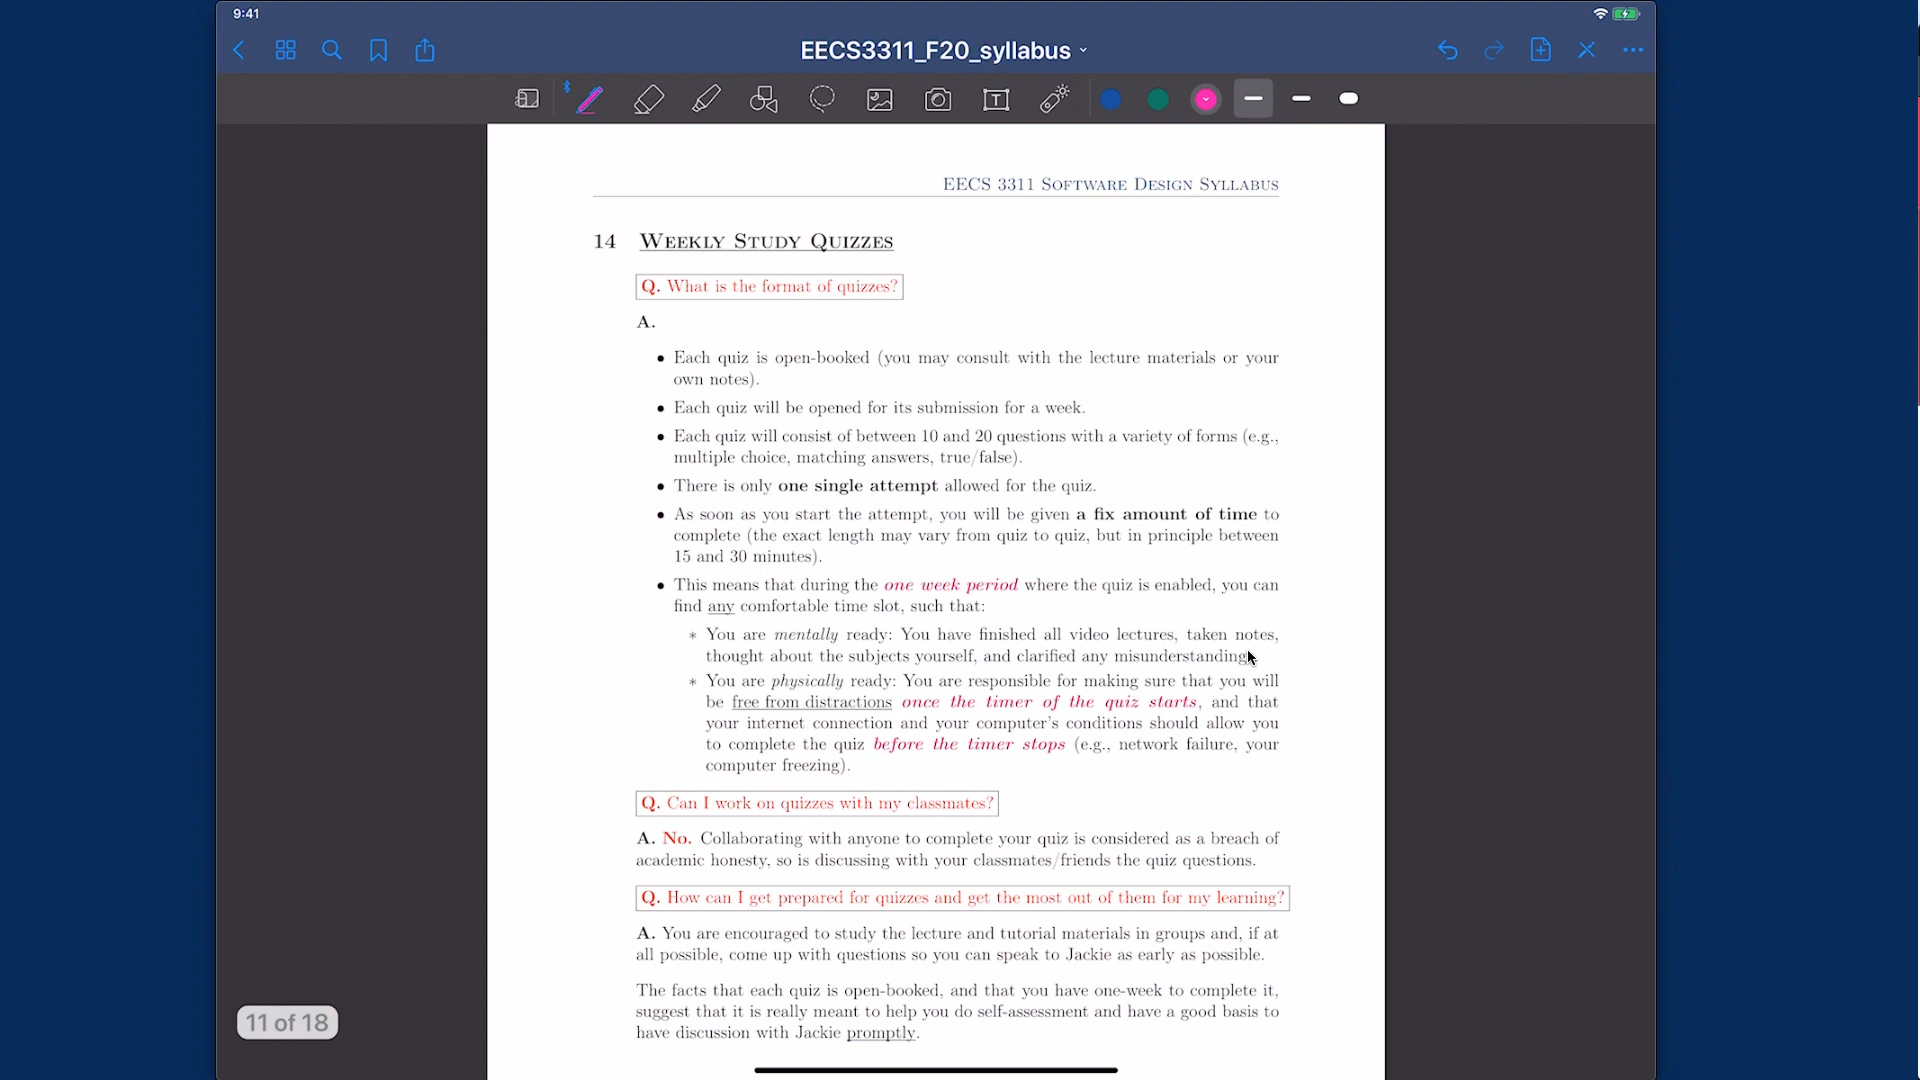 9:41
EECS3311_F20_syllabus
EECS 3311 Software Design Syllabus
14 Weekly Study Quizzes
Q. What is the format of quizzes?
A.
• Each quiz is open-booked (you may consult with the lecture materials or your
own notes).
• Each quiz will be opened for its submission for a week.
• Each quiz will consist of between 10 and 20 questions with a variety of forms (e.g.,
multiple choice, matching answers, true/false).
• There is only one single attempt allowed for the quiz.
• As soon as you start the attempt, you will be given a fix amount of time to
complete (the exact length may vary from quiz to quiz, but in principle between
15 and 30 minutes).
• This means that during the one week period where the quiz is enabled, you can
find any comfortable time slot, such that:
* You are mentally ready: You have finished all video lectures, taken notes,
thought about the subjects yourself, and clarified any misunderstanding
* You are physically ready: You are responsible for making sure that you will
be free from distractions once the timer of the quiz starts, and that
your internet connection and your computer's conditions should allow you
to complete the quiz before the timer stops (e.g., network failure, your
computer freezing).
Q. Can I work on quizzes with my classmates?
A. No. Collaborating with anyone to complete your quiz is considered as a breach of
academic honesty, so is discussing with your classmates/friends the quiz questions.
Q. How can I get prepared for quizzes and get the most out of them for my learning?
A. You are encouraged to study the lecture and tutorial materials in groups and, if at
all possible, come up with questions so you can speak to Jackie as early as possible.
The facts that each quiz is open-booked, and that you have one-week to complete it,
suggest that it is really meant to help you do self-assessment and have a good basis to
have discussion with Jackie promptly.
11 of 18